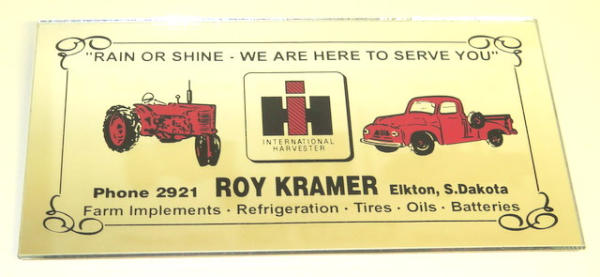 "RAIN OR SHINE - WE ARE HERE TO SERVE YOU"
IH
INTERNATIONAL
HARVESTER
Phone 2921 ROY KRAMER Elkton, S.Dakota
Farm Implements · Refrigeration · Tires · Oils · Batteries